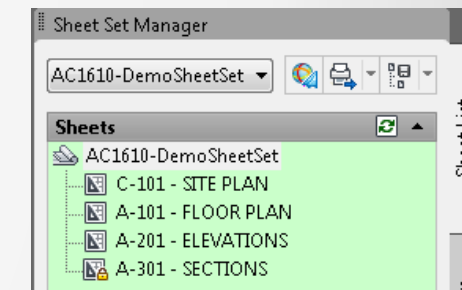 Sheet Set Manager
AC1610-DemoSheetSet
Sheets
AC1610-DemoSheetSet
C-101 - SITE PLAN
A-101 - FLOOR PLAN
A-201 - ELEVATIONS
A-301 - SECTIONS